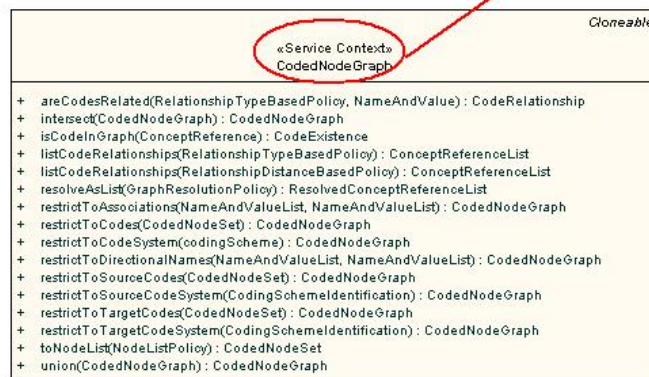 Cloneable
«Service Context»
CodedNodeGraph
+ areCodesRelated(RelationshipTypeBasedPolicy, NameAndValue) : CodeRelationship
+ intersect(CodedNodeGraph) : CodedNodeGraph
+ isCodeInGraph(ConceptReference) : CodeExistence
+ listCodeRelationships(RelationshipTypeBasedPolicy) : ConceptReferenceList
+ listCodeRelationships(RelationshipDistanceBasedPolicy) : ConceptReferenceList
+ resolveAsList(GraphResolutionPolicy) : ResolvedConceptReferenceList
+ restrictToAssociations(NameAndValueList, NameAndValueList) : CodedNodeGraph
+ restrictToCodes(CodedNodeSet) : CodedNodeGraph
+ restrictToCodeSystem(codingScheme) : CodedNodeGraph
+ restrictToDirectionalNames(NameAndValueList, NameAndValueList) : CodedNodeGraph
+ restrictToSourceCodes(CodedNodeSet) : CodedNodeGraph
+ restrictToSourceCodeSystem(CodingSchemeIdentification) : CodedNodeGraph
+ restrictToTargetCodes(CodedNodeSet) : CodedNodeGraph
+ restrictToTargetCodeSystem(CodingSchemeIdentification) : CodedNodeGraph
+ toNodeList(NodeListPolicy) : CodedNodeSet
+ union(CodedNodeGraph) : CodedNodeGraph